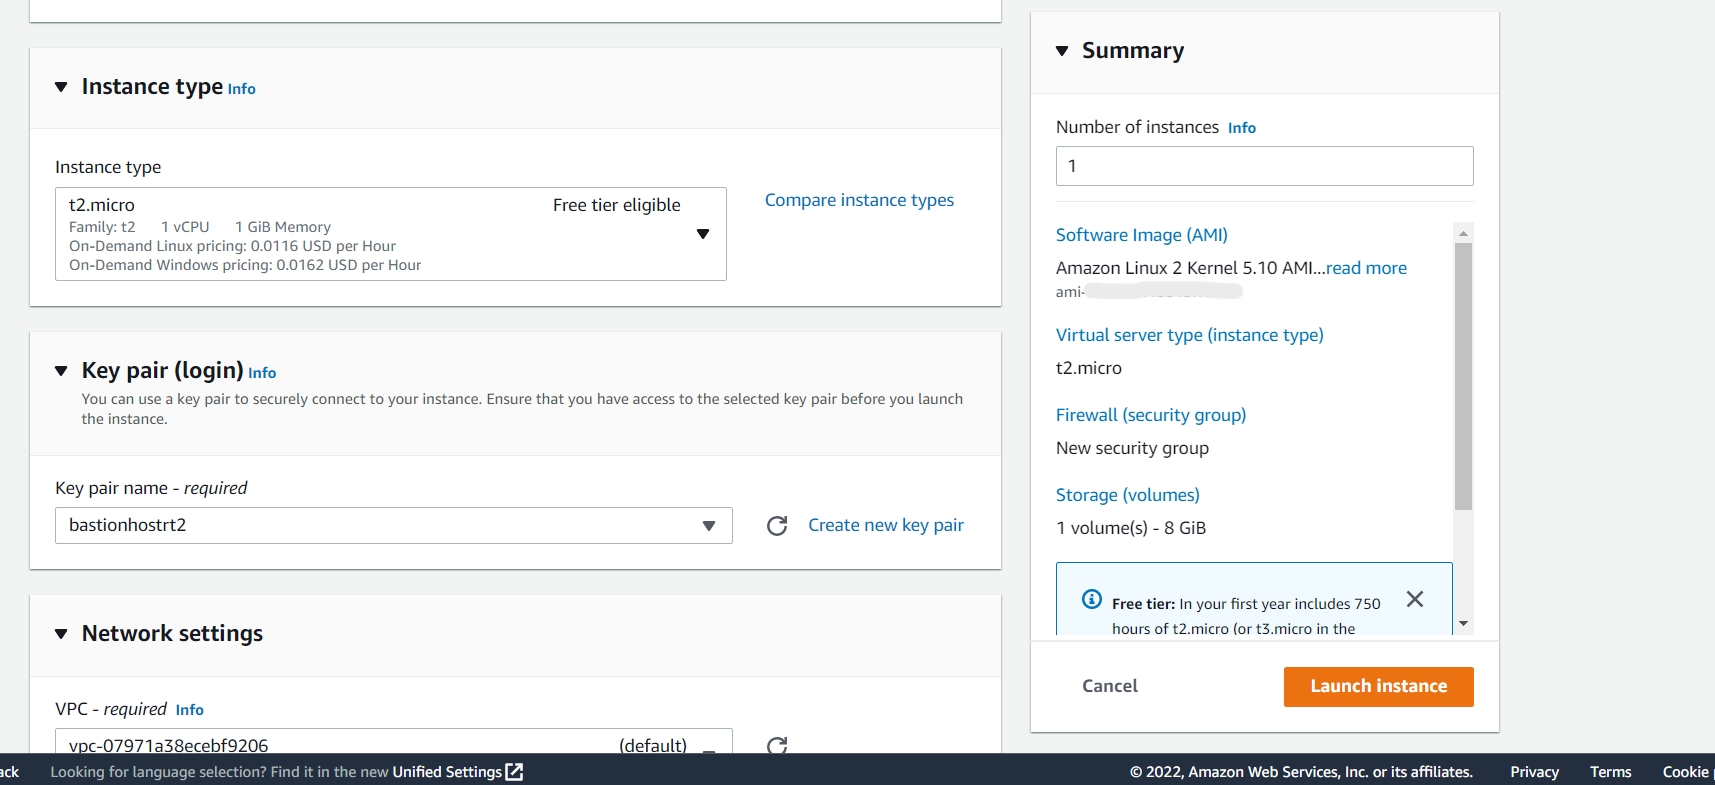 Instance type Info
Instance type
t2.micro Free tier eligible
Family: t2 1 vCPU 1 GiB Memory
On-Demand Linux pricing: 0.0116 USD per Hour
On-Demand Windows pricing: 0.0162 USD per Hour
Compare instance types
Key pair (login) Info
You can use a key pair to securely connect to your instance. Ensure that you have access to the selected key pair before you launch
the instance.
Key pair name - required
bastionhostrt2
Create new key pair
Network settings
VPC - required Info
vpc-07971a38ecebf9206 (default)
Summary
Number of instances Info
1
Software Image (AMI)
Amazon Linux 2 Kernel 5.10 AMI...read more
ami-
Virtual server type (instance type)
t2.micro
Firewall (security group)
New security group
Storage (volumes)
1 volume(s) - 8 GiB
Free tier: In your first year includes 750
hours of t2.micro (or t3.micro in the
Cancel Launch instance
ack Looking for language selection? Find it in the new Unified Settings © 2022, Amazon Web Services, Inc. or its affiliates. Privacy Terms Cookie